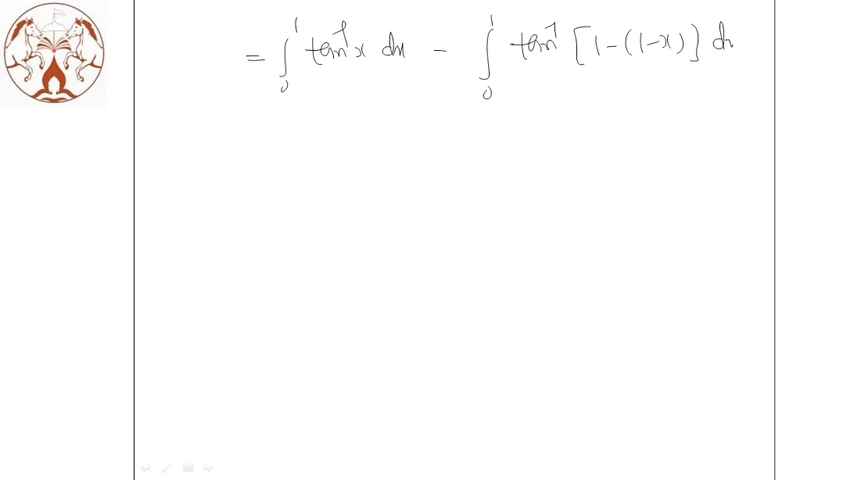 = ∫₀¹ tan⁻¹x dx − ∫₀¹ tan⁻¹ [1−(1−x)] dx